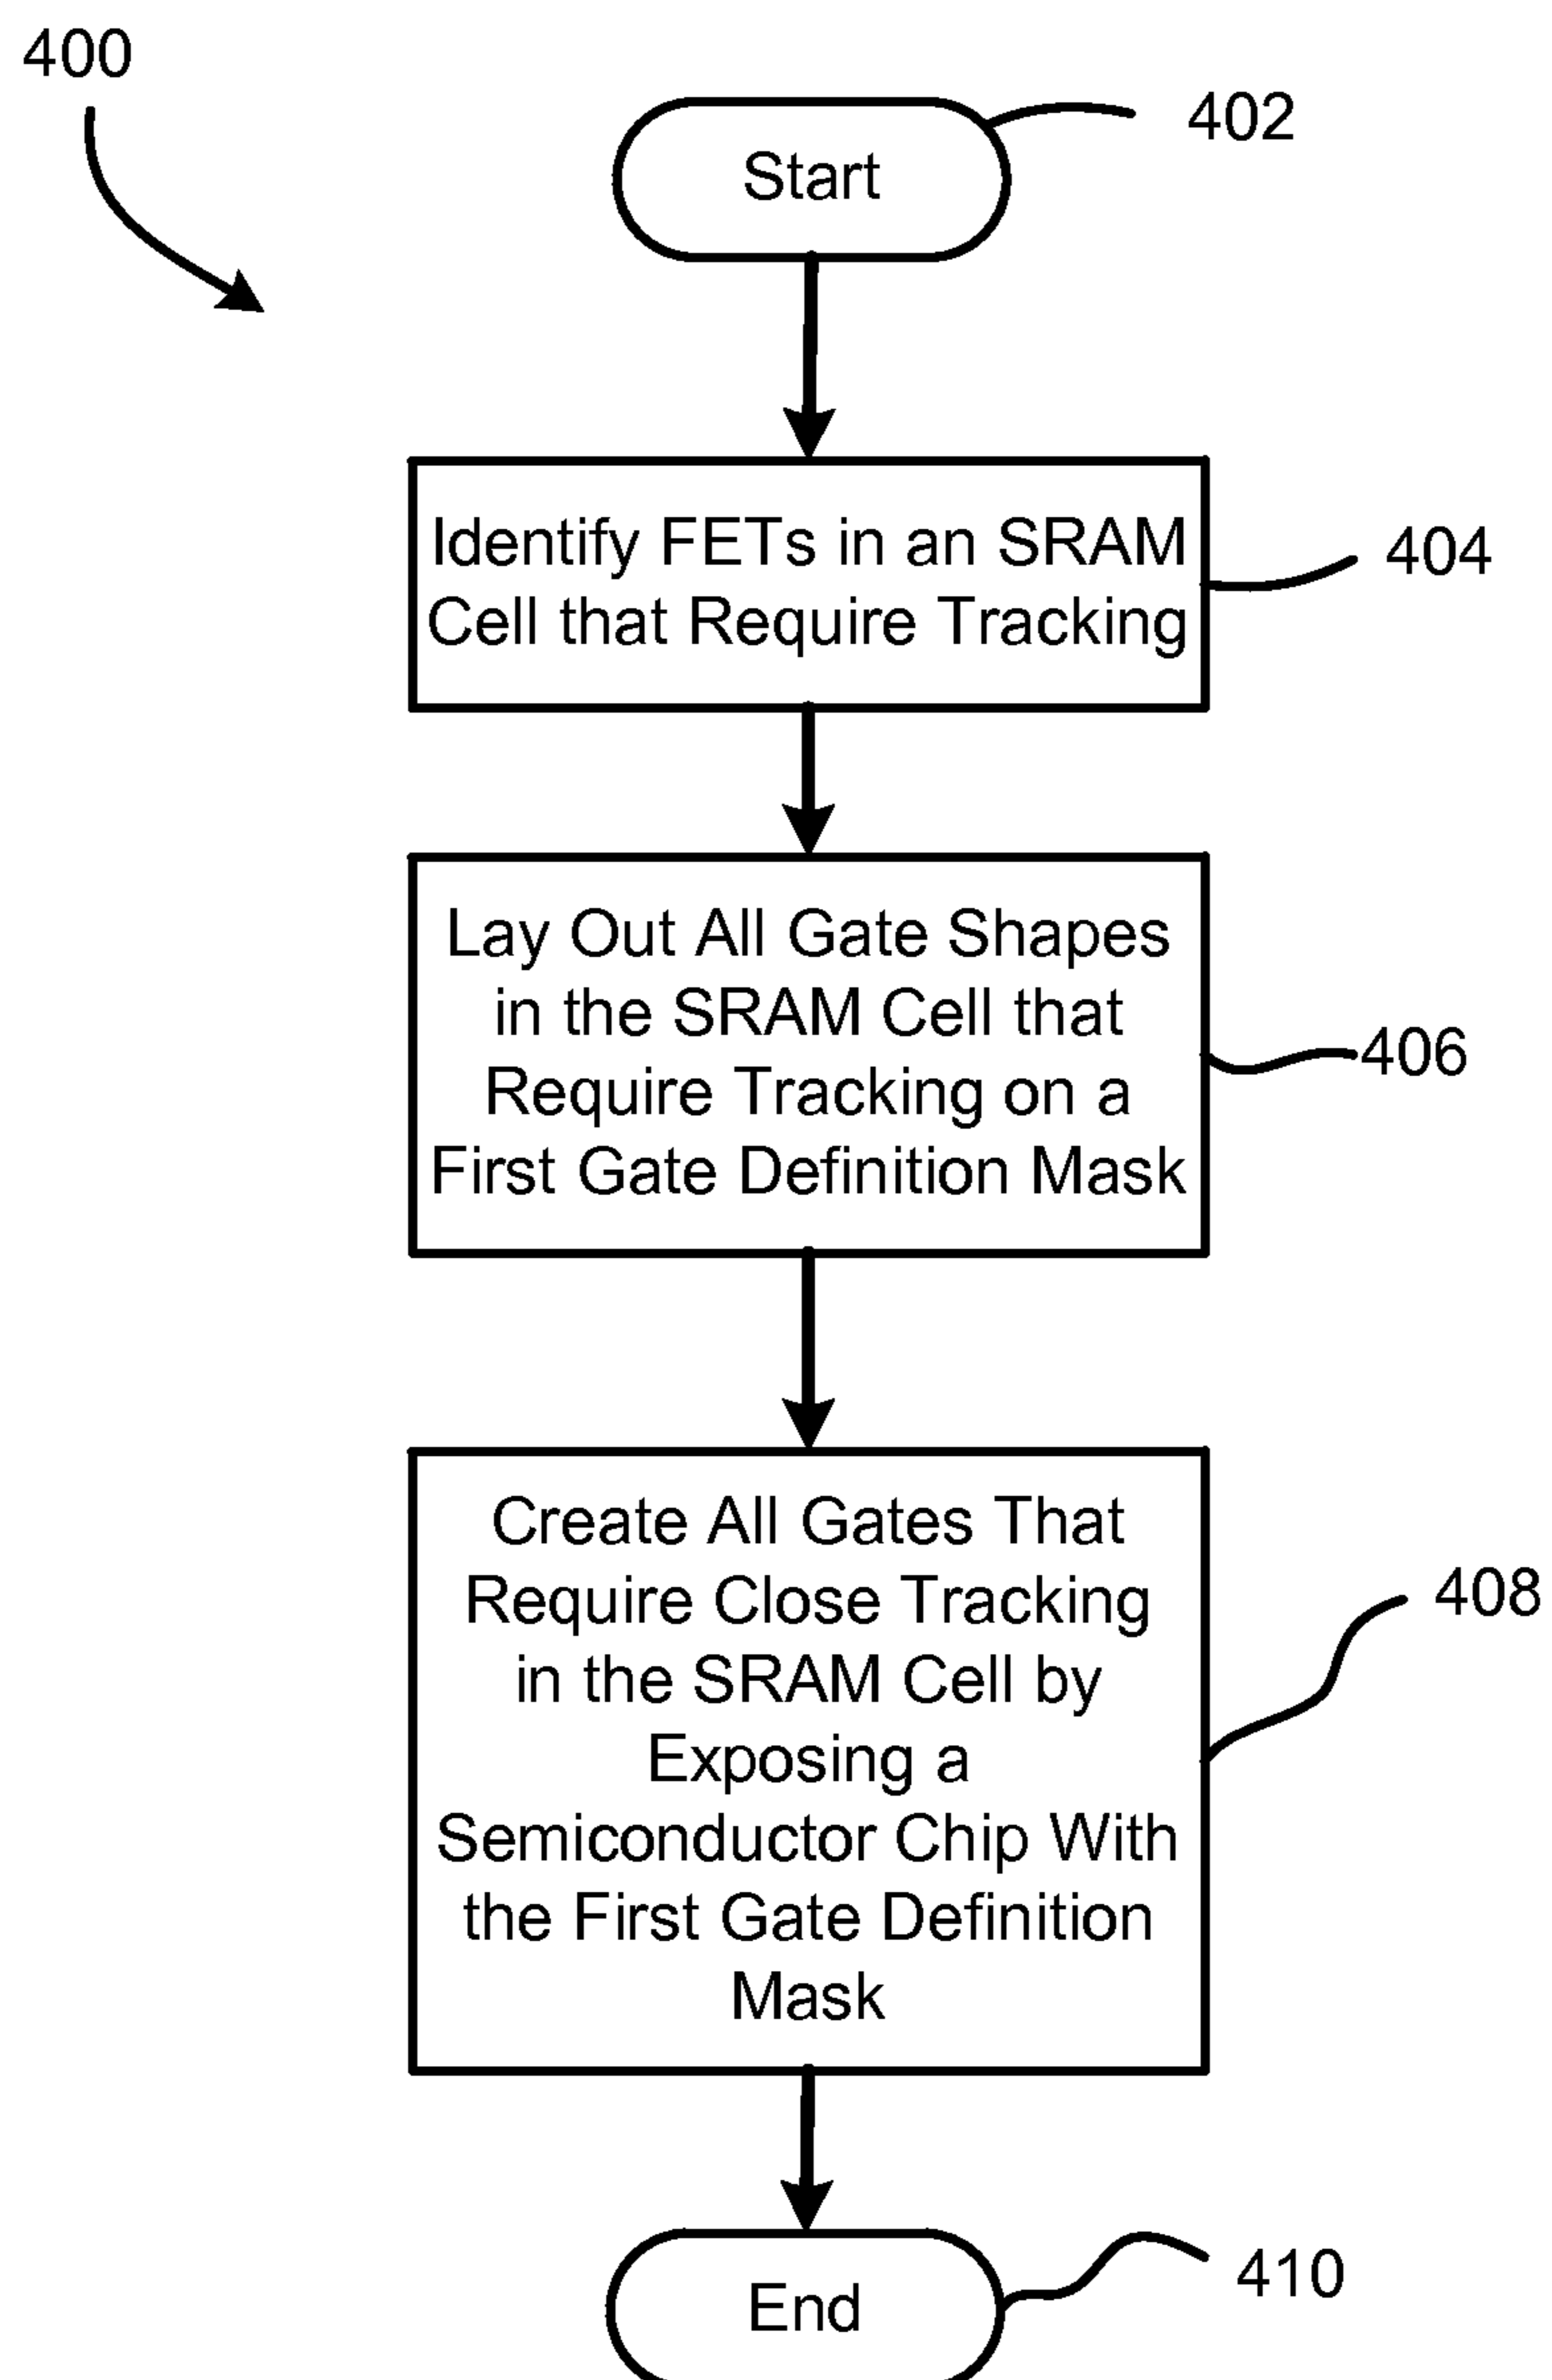 400
402
Start
Identify FETs in an SRAM
Cell that Require Tracking
404
Lay Out All Gate Shapes
in the SRAM Cell that
Require Tracking on a
First Gate Definition Mask
406
Create All Gates That
Require Close Tracking
in the SRAM Cell by
Exposing a
Semiconductor Chip With
the First Gate Definition
Mask
408
End
410